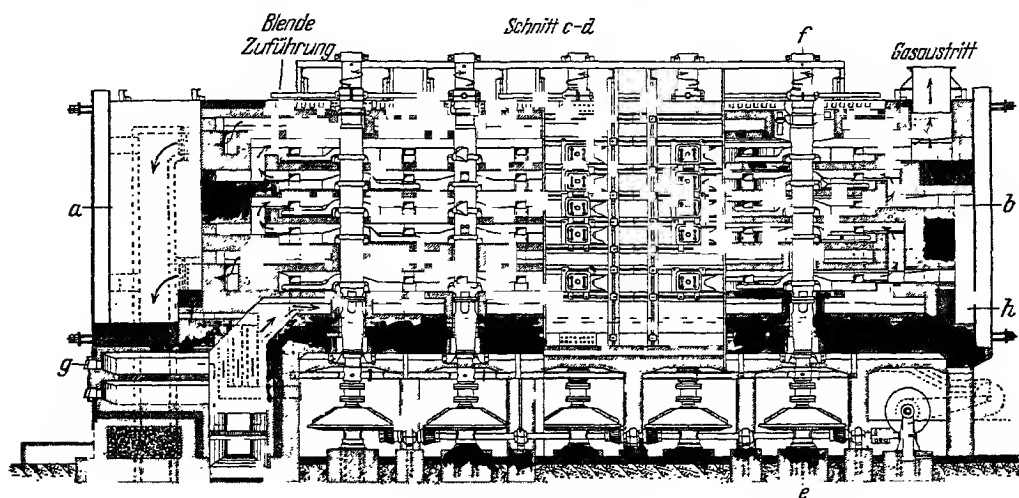 Blende
Zuführung
Schnitt c-d
f
Gasaustritt
a
b
h
g
e